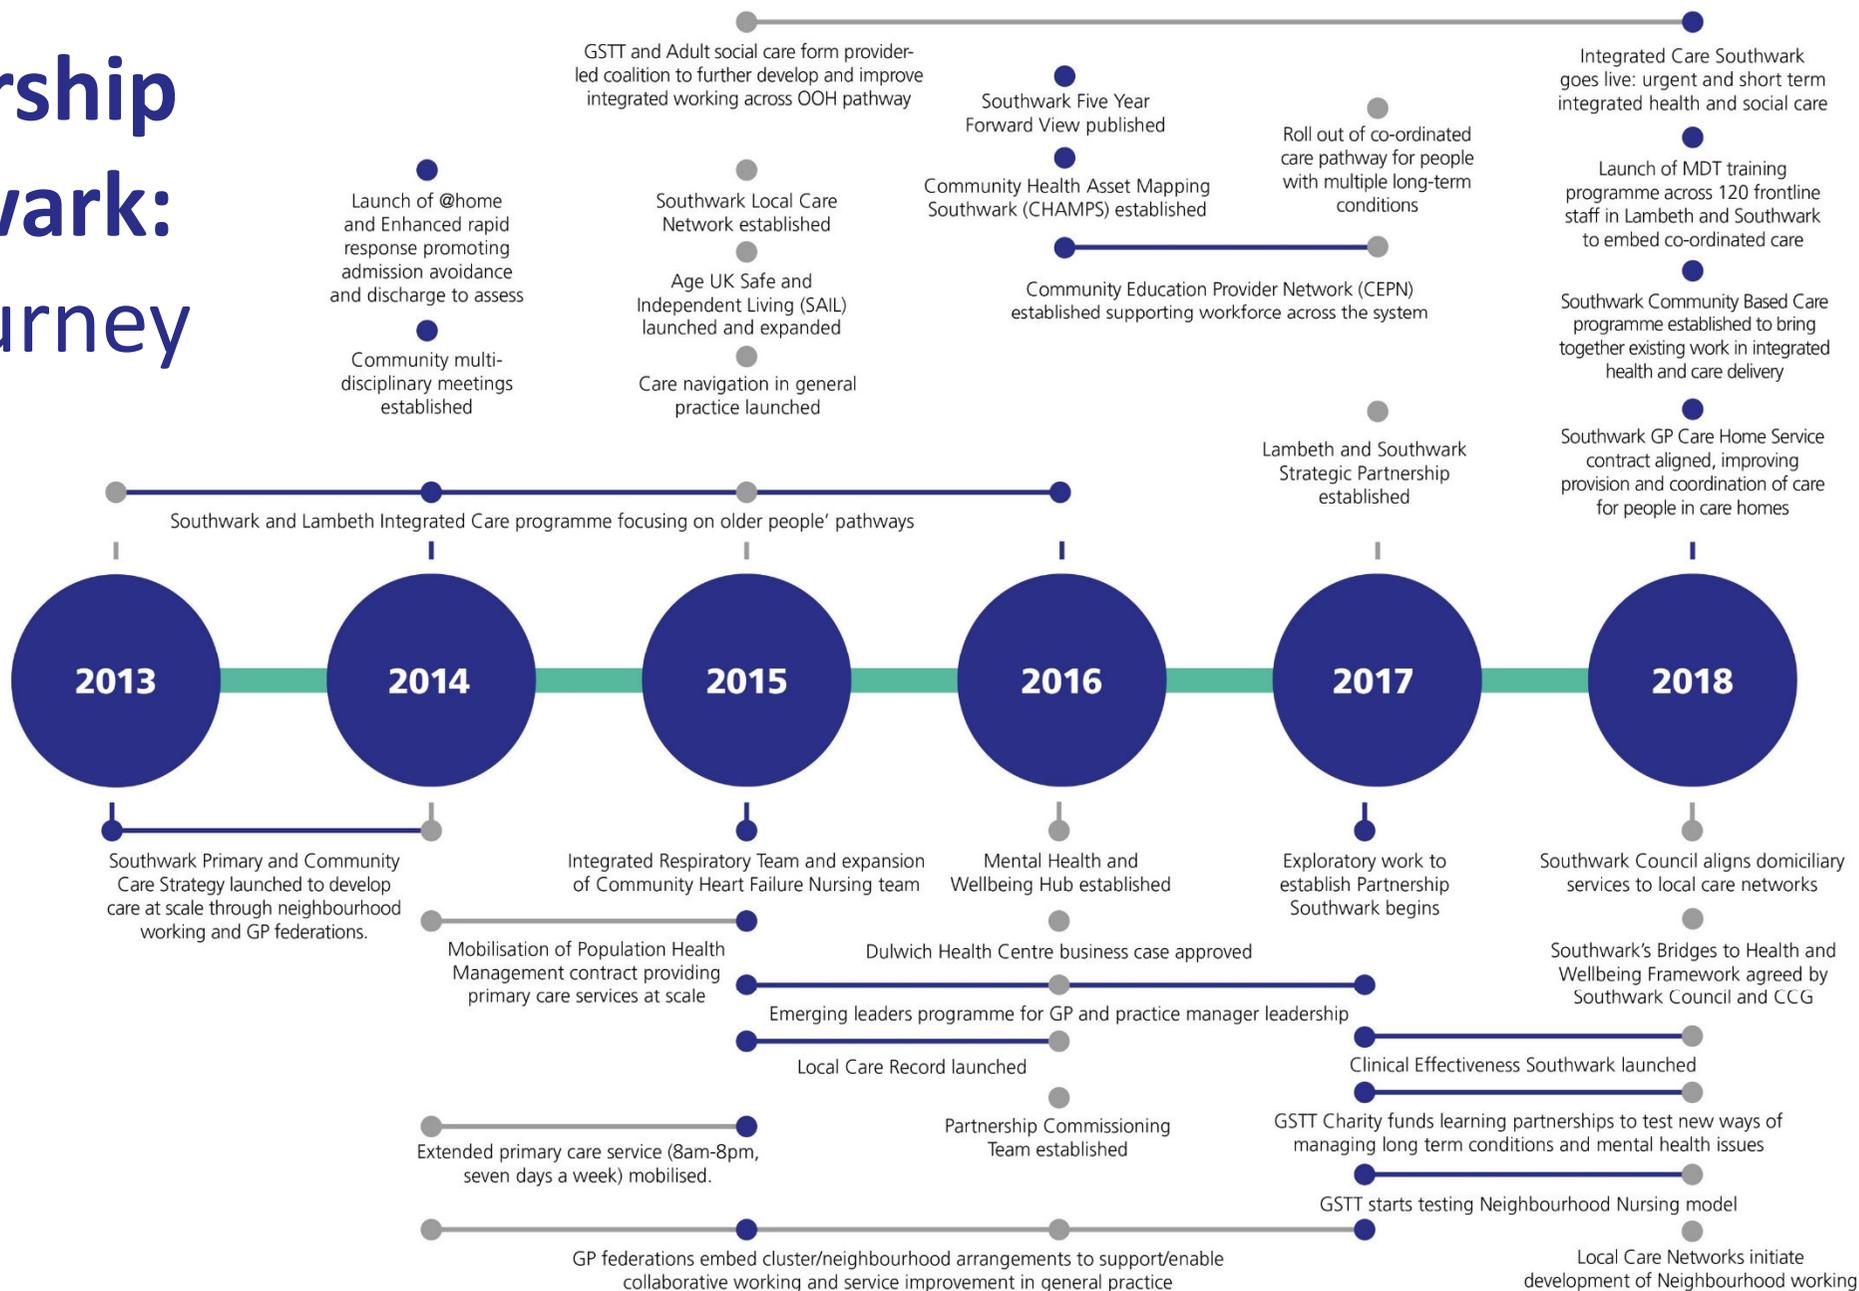 rship
wark:
urney
GSTT and Adult social care form provider-
led coalition to further develop and improve
integrated working across OOH pathway
Integrated Care Southwark
goes live: urgent and short term
integrated health and social care
Southwark Five Year
Forward View published
Roll out of co-ordinated
care pathway for people
with multiple long-term
conditions
Launch of MDT training
programme across 120 frontline
staff in Lambeth and Southwark
to embed co-ordinated care
Launch of @home
and Enhanced rapid
response promoting
admission avoidance
and discharge to assess
Southwark Local Care
Network established
Community Health Asset Mapping
Southwark (CHAMPS) established
Age UK Safe and
Independent Living (SAIL)
launched and expanded
Community Education Provider Network (CEPN)
established supporting workforce across the system
Southwark Community Based Care
programme established to bring
together existing work in integrated
health and care delivery
Community multi-
disciplinary meetings
established
Care navigation in general
practice launched
Lambeth and Southwark
Strategic Partnership
established
Southwark GP Care Home Service
contract aligned, improving
provision and coordination of care
for people in care homes
Southwark and Lambeth Integrated Care programme focusing on older people’ pathways
2013
2014
2015
2016
2017
2018
Southwark Primary and Community
Care Strategy launched to develop
care at scale through neighbourhood
working and GP federations.
Integrated Respiratory Team and expansion
of Community Heart Failure Nursing team
Mental Health and
Wellbeing Hub established
Exploratory work to
establish Partnership
Southwark begins
Southwark Council aligns domiciliary
services to local care networks
Mobilisation of Population Health
Management contract providing
primary care services at scale
Dulwich Health Centre business case approved
Southwark’s Bridges to Health and
Wellbeing Framework agreed by
Southwark Council and CCG
Emerging leaders programme for GP and practice manager leadership
Local Care Record launched
Clinical Effectiveness Southwark launched
Partnership Commissioning
Team established
GSTT Charity funds learning partnerships to test new ways of
managing long term conditions and mental health issues
Extended primary care service (8am-8pm,
seven days a week) mobilised.
GSTT starts testing Neighbourhood Nursing model
GP federations embed cluster/neighbourhood arrangements to support/enable
collaborative working and service improvement in general practice
Local Care Networks initiate
development of Neighbourhood working